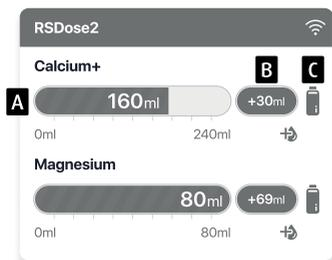 RSDose2
Calcium+
B C
A 160ml +30ml
0ml 240ml
Magnesium
80ml +69ml
0ml 80ml